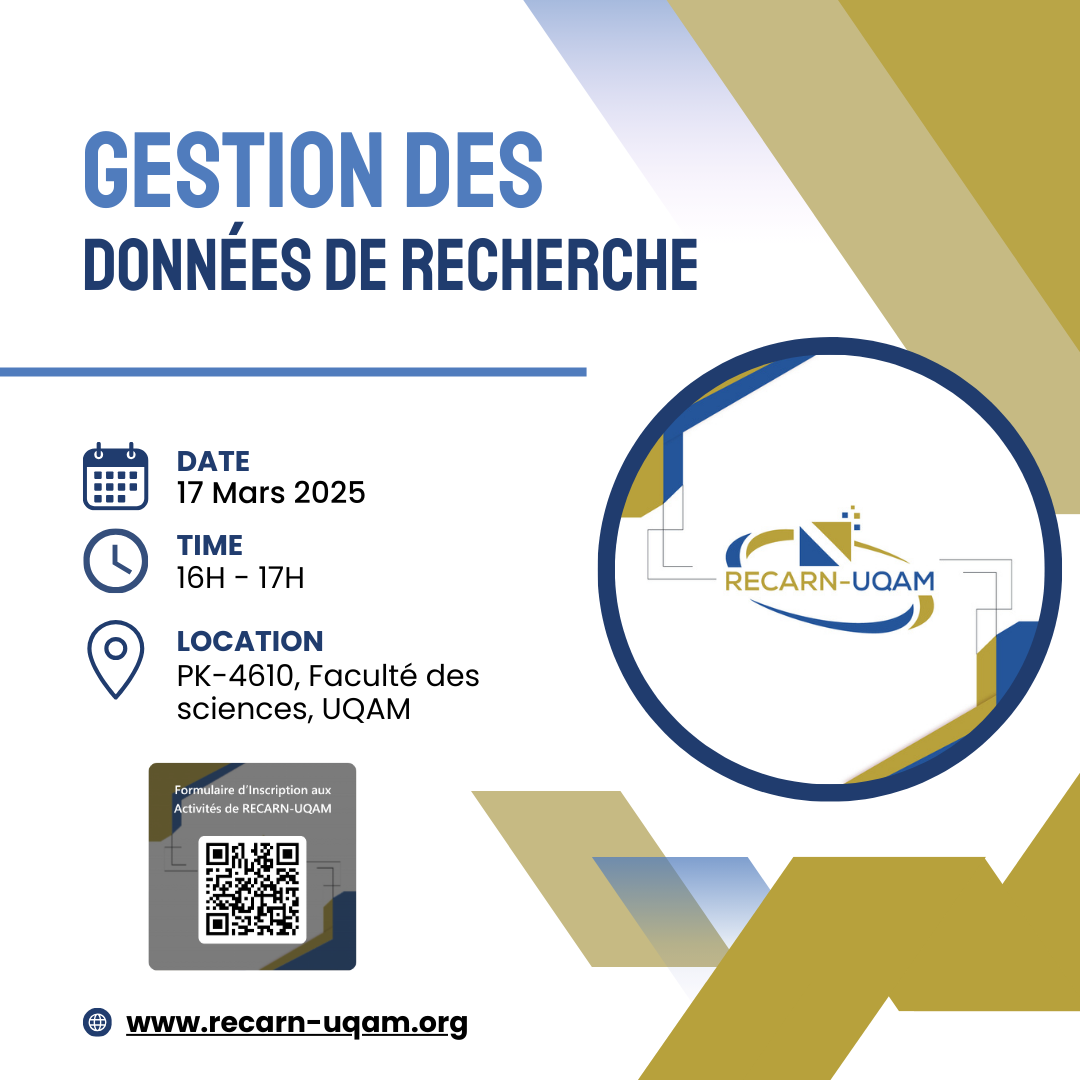 GESTION DES
DONNÉES DE RECHERCHE
DATE
17 Mars 2025
TIME
16H - 17H
LOCATION
PK-4610, Faculté des
sciences, UQAM
RECARN-UQAM
Formulaire d'Inscription aux
Activités de RECARN-UQAM
www.recarn-uqam.org